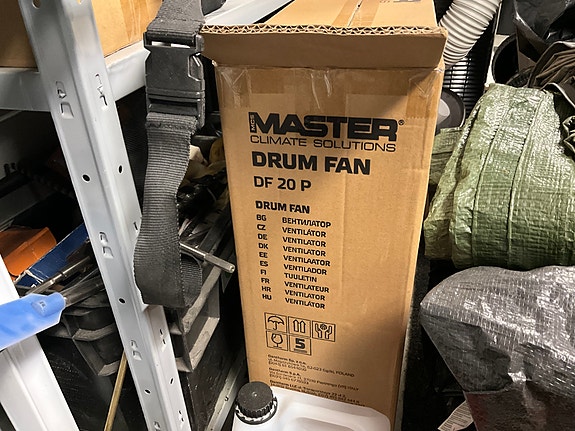 MASTER®
CLIMATE SOLUTIONS
DRUM FAN
DF 20 P
DRUM FAN
BG ВЕНТИЛАТОР
CZ VENTILÁTOR
DE VENTILATOR
DK VENTILATOR
EE VENTILAATOR
ES VENTILADOR
FI TUULETIN
FR VENTILATEUR
HR VENTILATOR
HU VENTILÁTOR
5